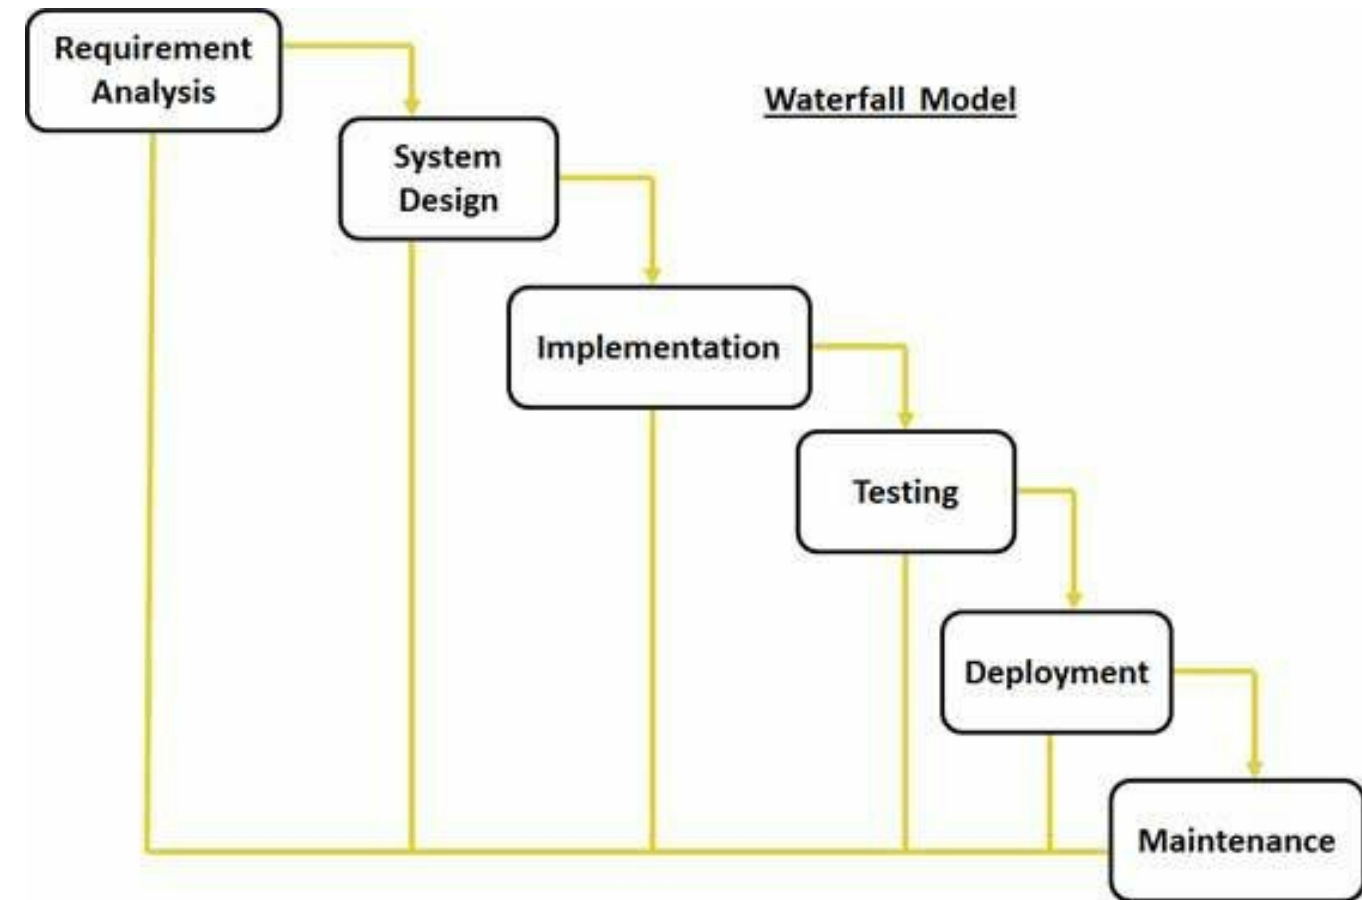 Requirement
Analysis
Waterfall Model
System
Design
Implementation
Testing
Deployment
Maintenance